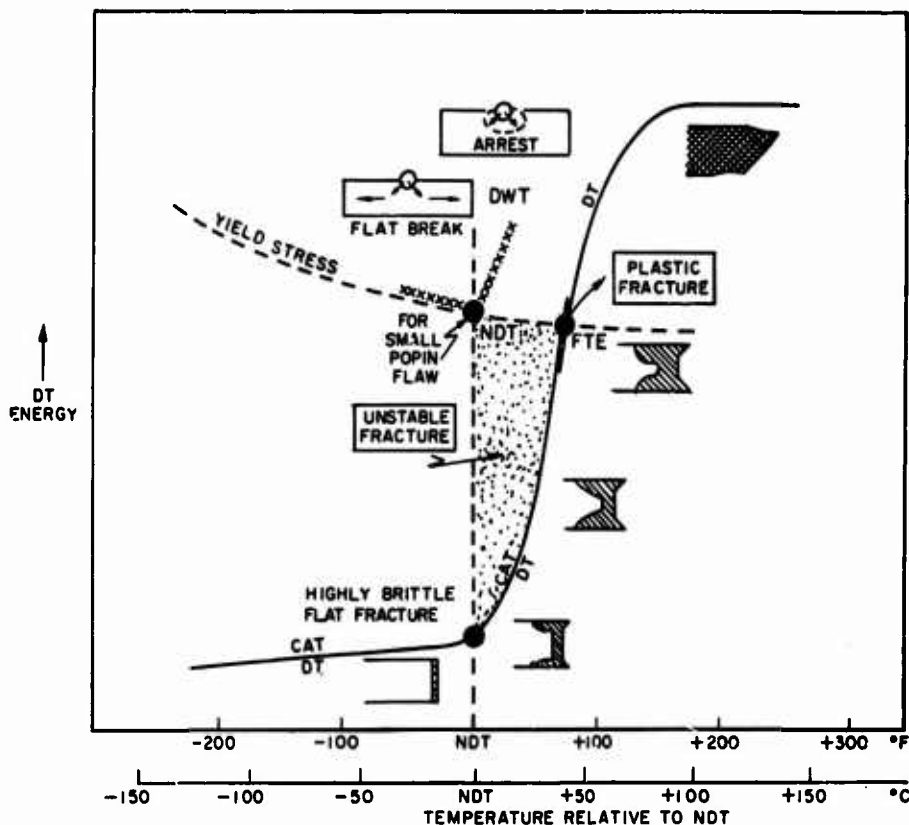 ARREST
DWT
FLAT BREAK
YIELD STRESS
xxxxxxxx
xxxxxxxxx
DT
PLASTIC
FRACTURE
FOR
SMALL
POPIN
FLAW
NDT
FTE
DT
ENERGY
UNSTABLE
FRACTURE
CAT
DT
HIGHLY BRITTLE
FLAT FRACTURE
CAT
DT
-200 -100 NDT +100 +200 +300 °F
-150 -100 -50 NDT +50 +100 +150 °C
TEMPERATURE RELATIVE TO NDT